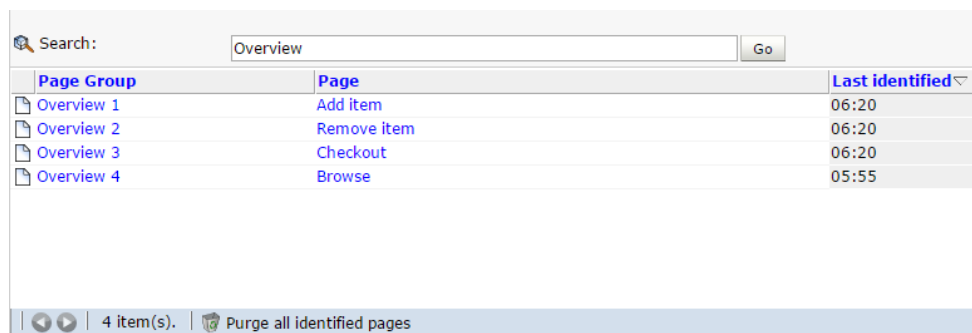 Search: Overview Go
Page Group Page Last identified
Overview 1 Add item 06:20
Overview 2 Remove item 06:20
Overview 3 Checkout 06:20
Overview 4 Browse 05:55
4 item(s). Purge all identified pages